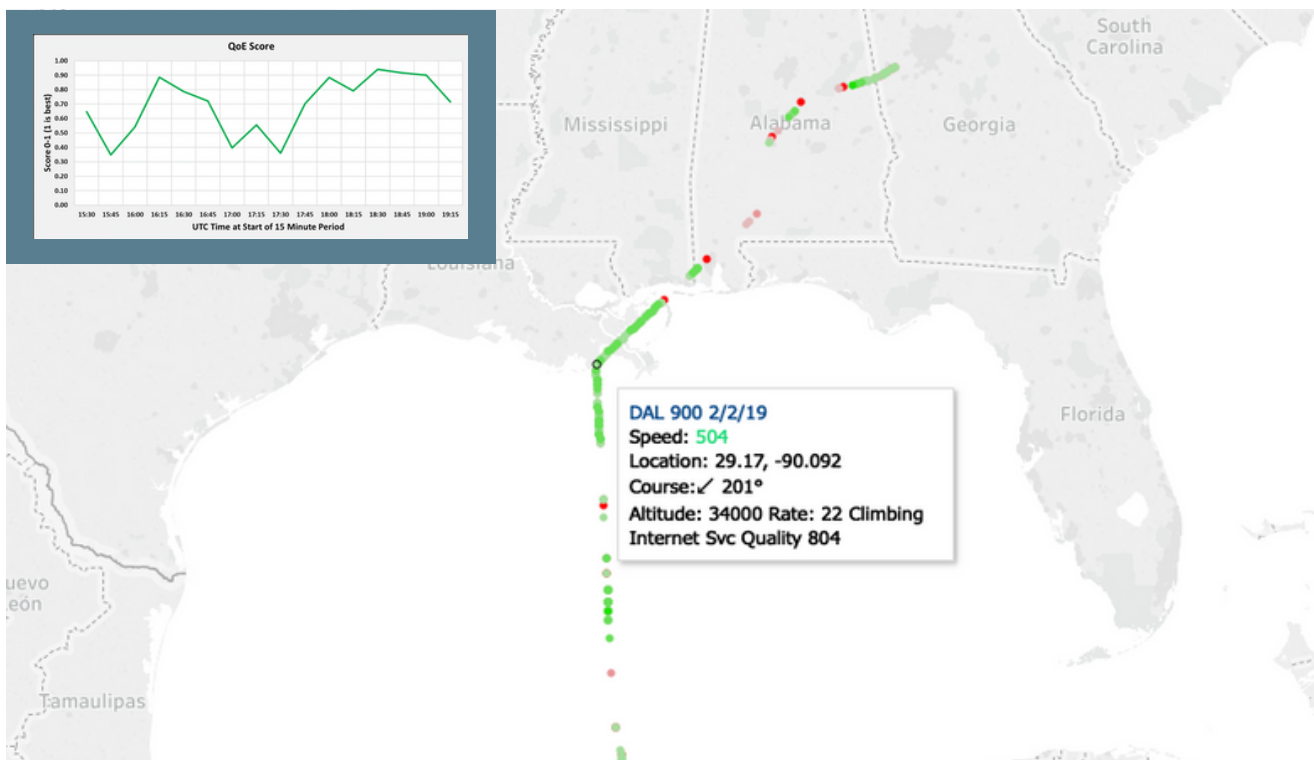 QoE Score
Score 0-1 (1 is best)
1.00
0.90
0.80
0.70
0.60
0.50
0.40
0.30
0.20
0.10
0.00
15:30 15:45 16:00 16:15 16:30 16:45 17:00 17:15 17:30 17:45 18:00 18:15 18:30 18:45 19:00 19:15
UTC Time at Start of 15 Minute Period
South
Carolina
Mississippi
Alabama
Georgia
Louisiana
Florida
DAL 900 2/2/19
Speed: 504
Location: 29.17, -90.092
Course:↙ 201°
Altitude: 34000 Rate: 22 Climbing
Internet Svc Quality 804
uevo
eón
Tamaulipas